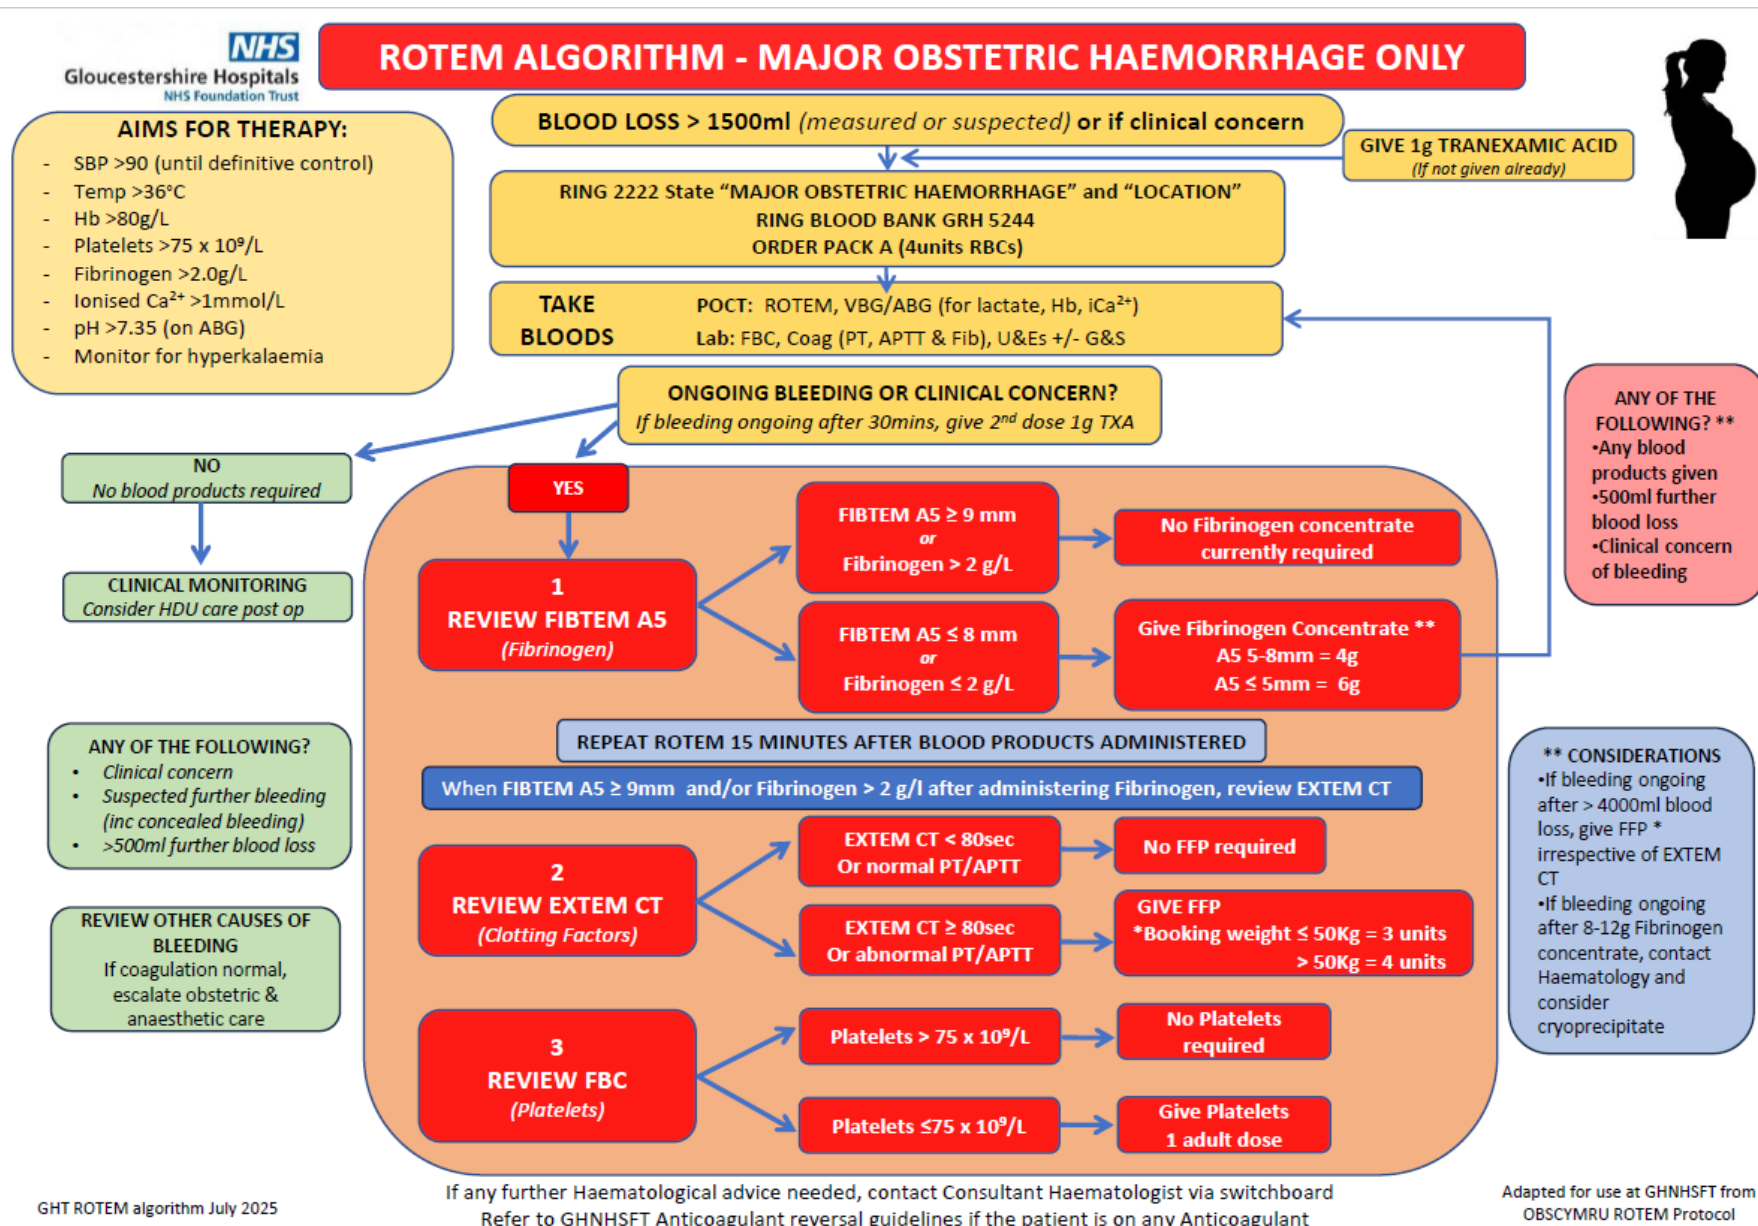 NHS
Gloucestershire Hospitals
NHS Foundation Trust
ROTEM ALGORITHM - MAJOR OBSTETRIC HAEMORRHAGE ONLY
AIMS FOR THERAPY:
- SBP >90 (until definitive control)
- Temp >36°C
- Hb >80g/L
- Platelets >75 x 10⁹/L
- Fibrinogen >2.0g/L
- Ionised Ca²⁺ >1mmol/L
- pH >7.35 (on ABG)
- Monitor for hyperkalaemia
BLOOD LOSS > 1500ml (measured or suspected) or if clinical concern
GIVE 1g TRANEXAMIC ACID
(If not given already)
RING 2222 State “MAJOR OBSTETRIC HAEMORRHAGE” and “LOCATION”
RING BLOOD BANK GRH 5244
ORDER PACK A (4units RBCs)
TAKE
BLOODS
POCT: ROTEM, VBG/ABG (for lactate, Hb, iCa²⁺)
Lab: FBC, Coag (PT, APTT & Fib), U&Es +/- G&S
ONGOING BLEEDING OR CLINICAL CONCERN?
If bleeding ongoing after 30mins, give 2ⁿᵈ dose 1g TXA
NO
No blood products required
CLINICAL MONITORING
Consider HDU care post op
ANY OF THE FOLLOWING?
• Clinical concern
• Suspected further bleeding
(inc concealed bleeding)
• >500ml further blood loss
REVIEW OTHER CAUSES OF
BLEEDING
If coagulation normal,
escalate obstetric &
anaesthetic care
YES
1
REVIEW FIBTEM A5
(Fibrinogen)
FIBTEM A5 ≥ 9 mm
or
Fibrinogen > 2 g/L
No Fibrinogen concentrate
currently required
FIBTEM A5 ≤ 8 mm
or
Fibrinogen ≤ 2 g/L
Give Fibrinogen Concentrate **
A5 5-8mm = 4g
A5 ≤ 5mm = 6g
REPEAT ROTEM 15 MINUTES AFTER BLOOD PRODUCTS ADMINISTERED
When FIBTEM A5 ≥ 9mm and/or Fibrinogen > 2 g/l after administering Fibrinogen, review EXTEM CT
2
REVIEW EXTEM CT
(Clotting Factors)
EXTEM CT < 80sec
Or normal PT/APTT
No FFP required
EXTEM CT ≥ 80sec
Or abnormal PT/APTT
GIVE FFP
*Booking weight ≤ 50Kg = 3 units
> 50Kg = 4 units
3
REVIEW FBC
(Platelets)
Platelets > 75 x 10⁹/L
No Platelets
required
Platelets ≤75 x 10⁹/L
Give Platelets
1 adult dose
ANY OF THE
FOLLOWING? **
•Any blood
products given
•500ml further
blood loss
•Clinical concern
of bleeding
** CONSIDERATIONS
•If bleeding ongoing
after > 4000ml blood
loss, give FFP *
irrespective of EXTEM
CT
•If bleeding ongoing
after 8-12g Fibrinogen
concentrate, contact
Haematology and
consider
cryoprecipitate
GHT ROTEM algorithm July 2025
If any further Haematological advice needed, contact Consultant Haematologist via switchboard
Refer to GHNHSFT Anticoagulant reversal guidelines if the patient is on any Anticoagulant
Adapted for use at GHNHSFT from
OBSCYMRU ROTEM Protocol